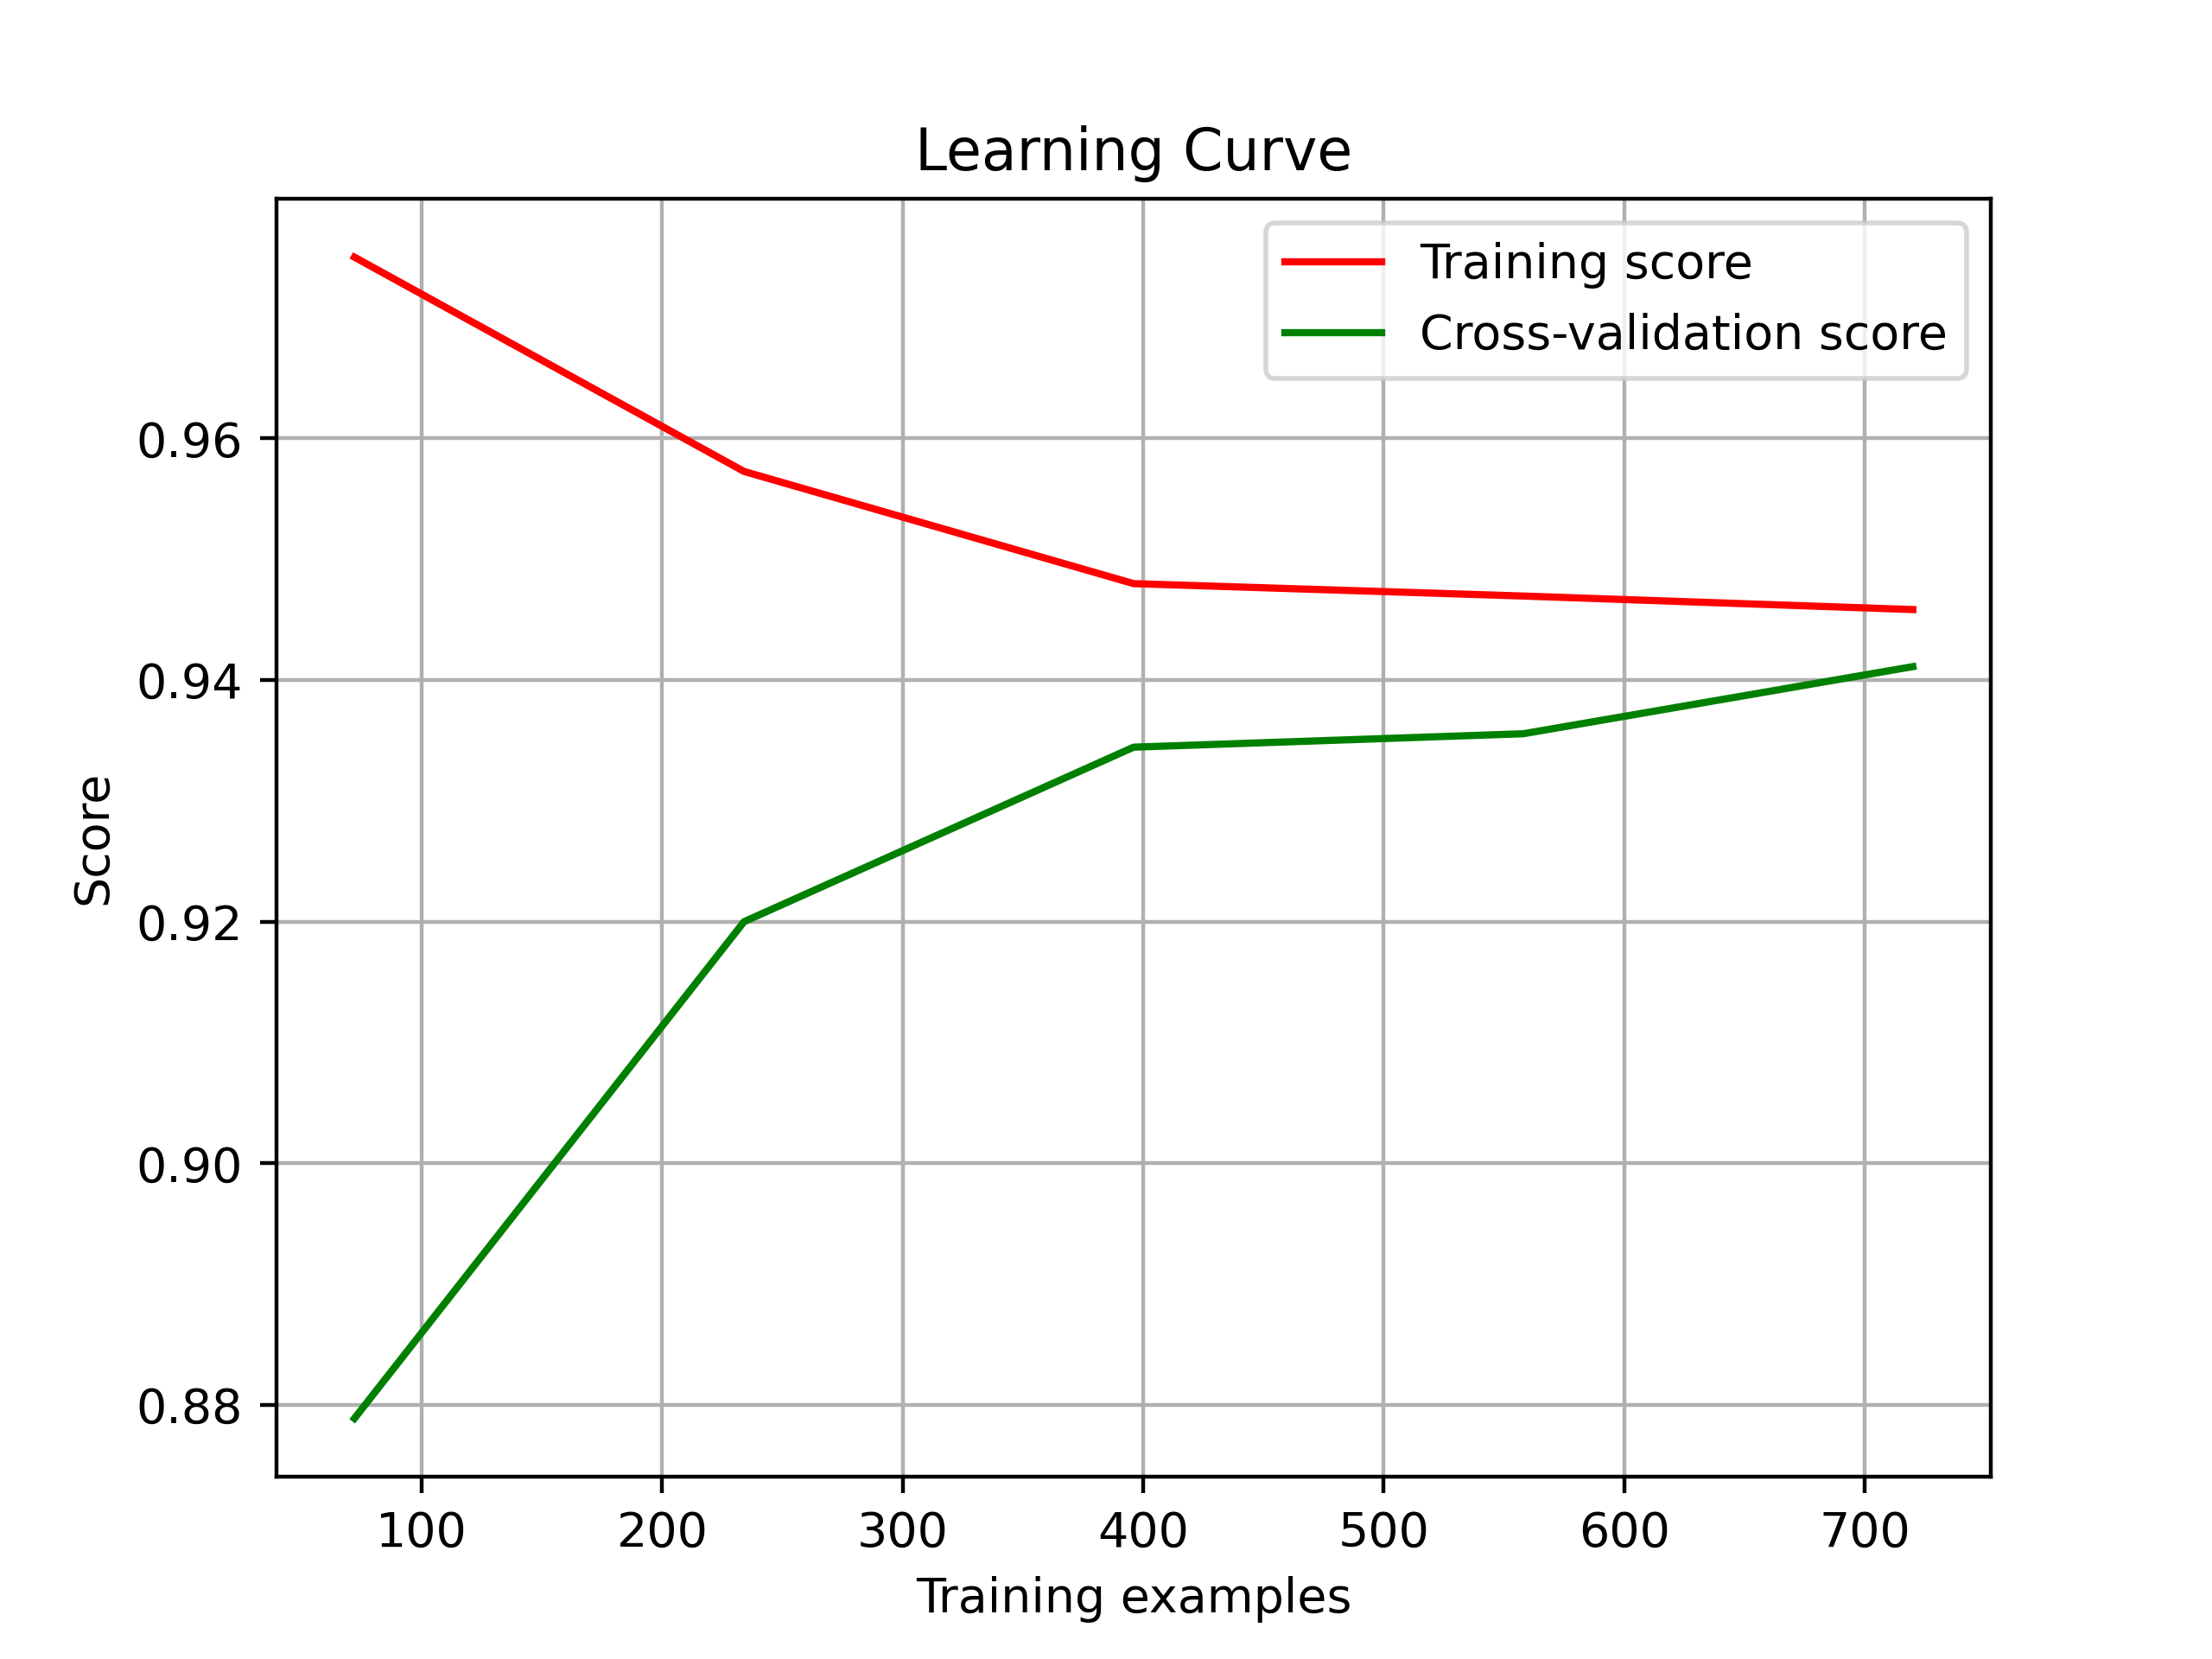 Learning Curve
Training score
Cross-validation score
0.96
0.94
0.92
0.90
0.88
Score
100 200 300 400 500 600 700
Training examples